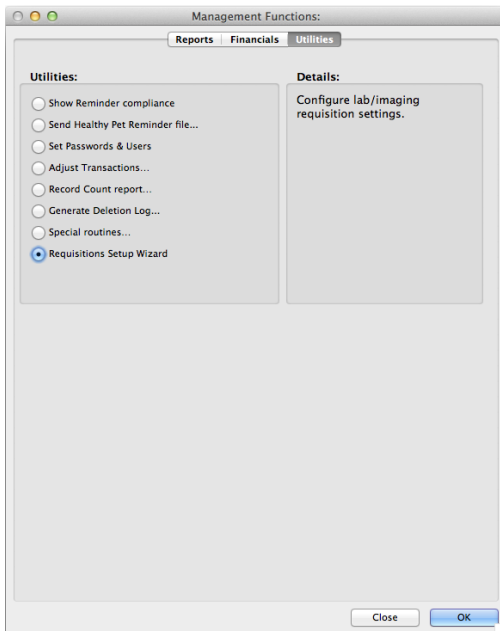 Management Functions:
Reports Financials Utilities
Utilities:
Show Reminder compliance
Send Healthy Pet Reminder file...
Set Passwords & Users
Adjust Transactions...
Record Count report...
Generate Deletion Log...
Special routines...
Requisitions Setup Wizard
Details:
Configure lab/imaging
requisition settings.
Close OK